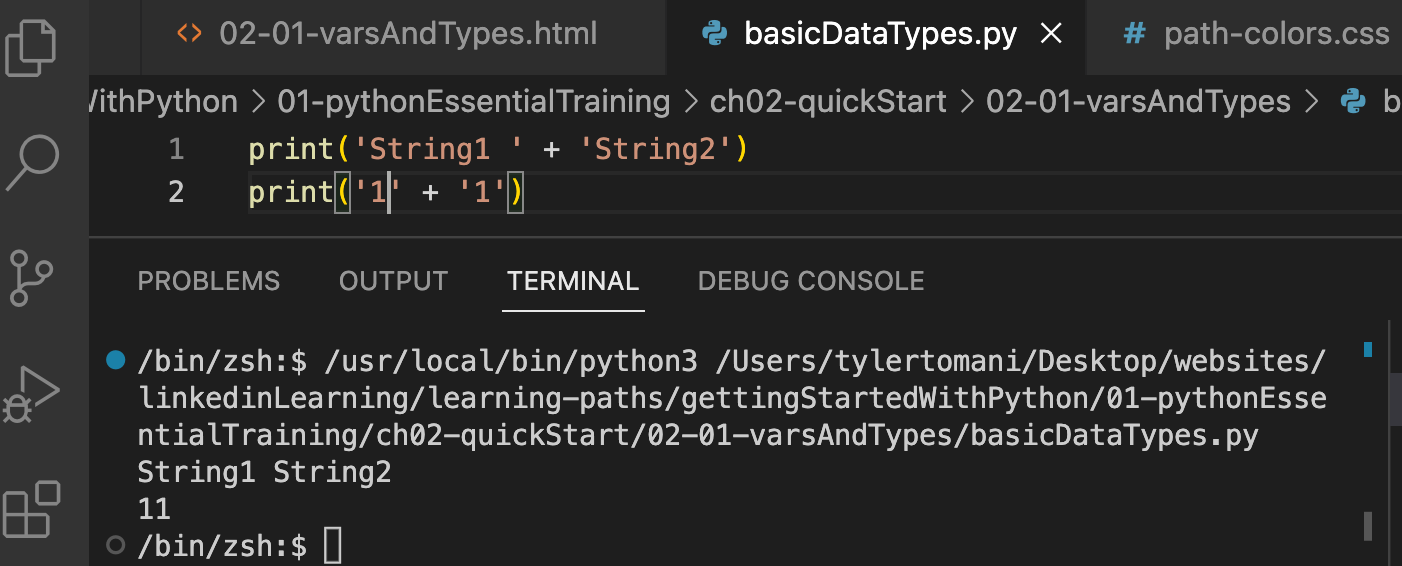 02-01-varsAndTypes.html basicDataTypes.py # path-colors.css
WithPython > 01-pythonEssentialTraining > ch02-quickStart > 02-01-varsAndTypes > b
1 print('String1 ' + 'String2')
2 print('1' + '1')
PROBLEMS OUTPUT TERMINAL DEBUG CONSOLE
/bin/zsh:$ /usr/local/bin/python3 /Users/tylertomani/Desktop/websites/
linkedinLearning/learning-paths/gettingStartedWithPython/01-pythonEsse
ntialTraining/ch02-quickStart/02-01-varsAndTypes/basicDataTypes.py
String1 String2
11
/bin/zsh:$